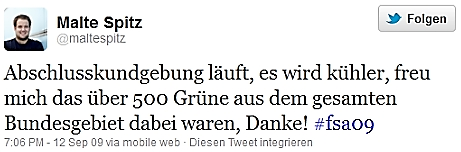 Malte Spitz
@maltespitz
Folgen
Abschlusskundgebung läuft, es wird kühler, freu
mich das über 500 Grüne aus dem gesamten
Bundesgebiet dabei waren, Danke! #fsa09
7:06 PM - 12 Sep 09 via mobile web · Diesen Tweet integrieren